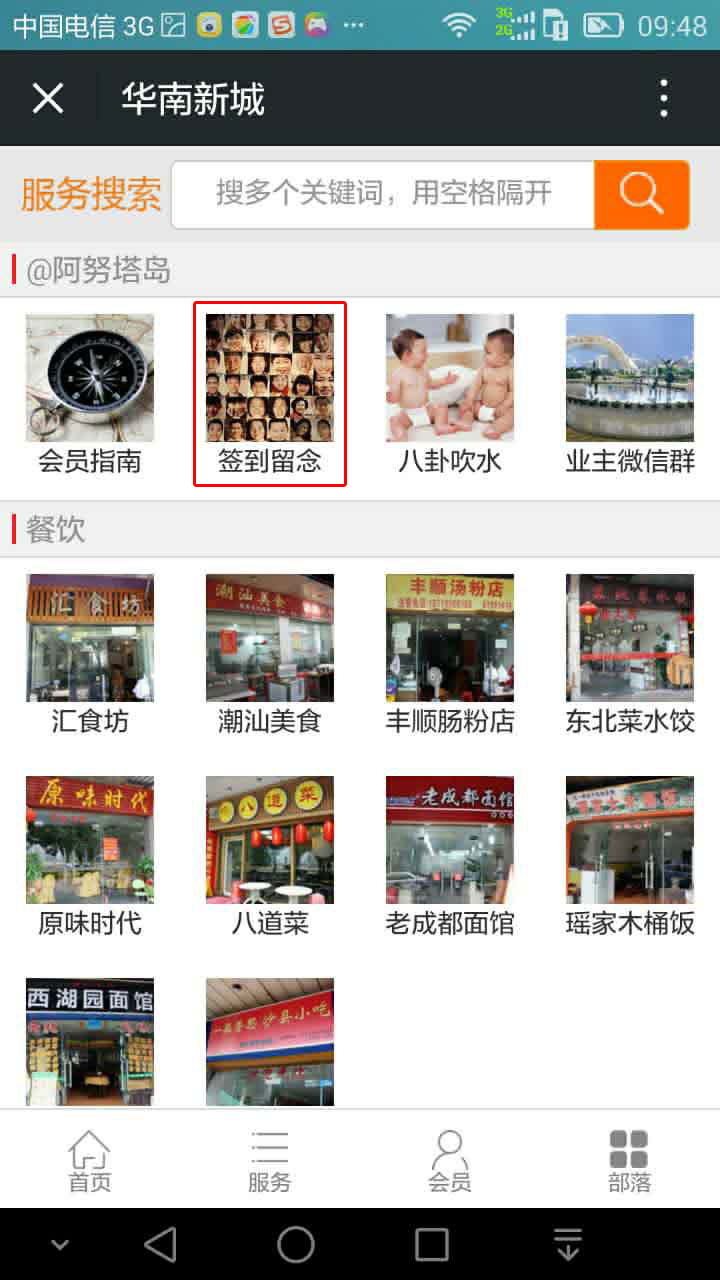 中国电信 3G
3G
2G
09:48
华南新城
服务搜索
搜多个关键词，用空格隔开
@阿努塔岛
会员指南
签到留念
八卦吹水
业主微信群
餐饮
汇食坊
潮汕美食
丰顺汤粉店
汇食坊
潮汕美食
丰顺肠粉店
东北菜水饺
原味时代
八道菜
老成都面馆
原味时代
八道菜
老成都面馆
瑶家木桶饭
西湖园面馆
沙县小吃
首页
服务
会员
部落